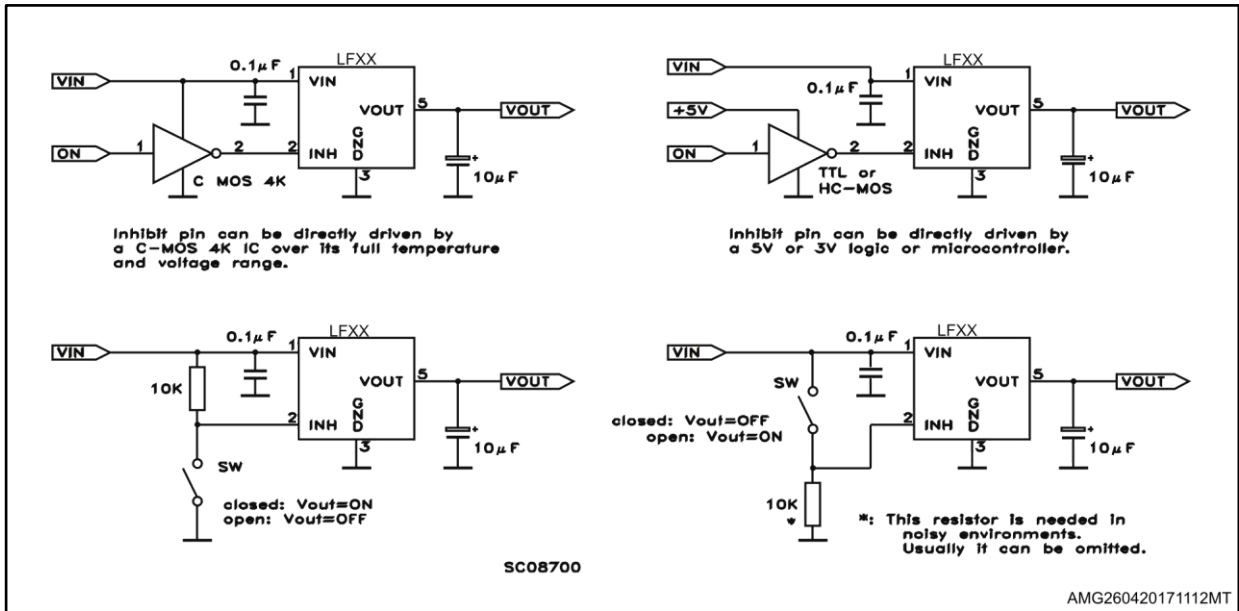 LFXX
0.1μF
VIN
1
VIN
VOUT
5
VOUT
ON
1
2
2
INH
GND
3
C MOS 4K
10μF
+
Inhibit pin can be directly driven by
a C-MOS 4K IC over its full temperature
and voltage range.
LFXX
VIN
0.1μF
1
VIN
+5V
VOUT
5
VOUT
ON
1
2
2
INH
GND
3
TTL or
HC-MOS
10μF
+
Inhibit pin can be directly driven by
a 5V or 3V logic or microcontroller.
LFXX
0.1μF
VIN
1
VIN
10K
VOUT
5
VOUT
2
INH
GND
3
10μF
+
SW
closed: Vout=ON
open: Vout=OFF
LFXX
0.1μF
VIN
1
VIN
SW
VOUT
5
VOUT
closed: Vout=OFF
open: Vout=ON
2
INH
GND
3
10μF
+
10K
*
*: This resistor is needed in
noisy environments.
Usually it can be omitted.
SC08700
AMG260420171112MT